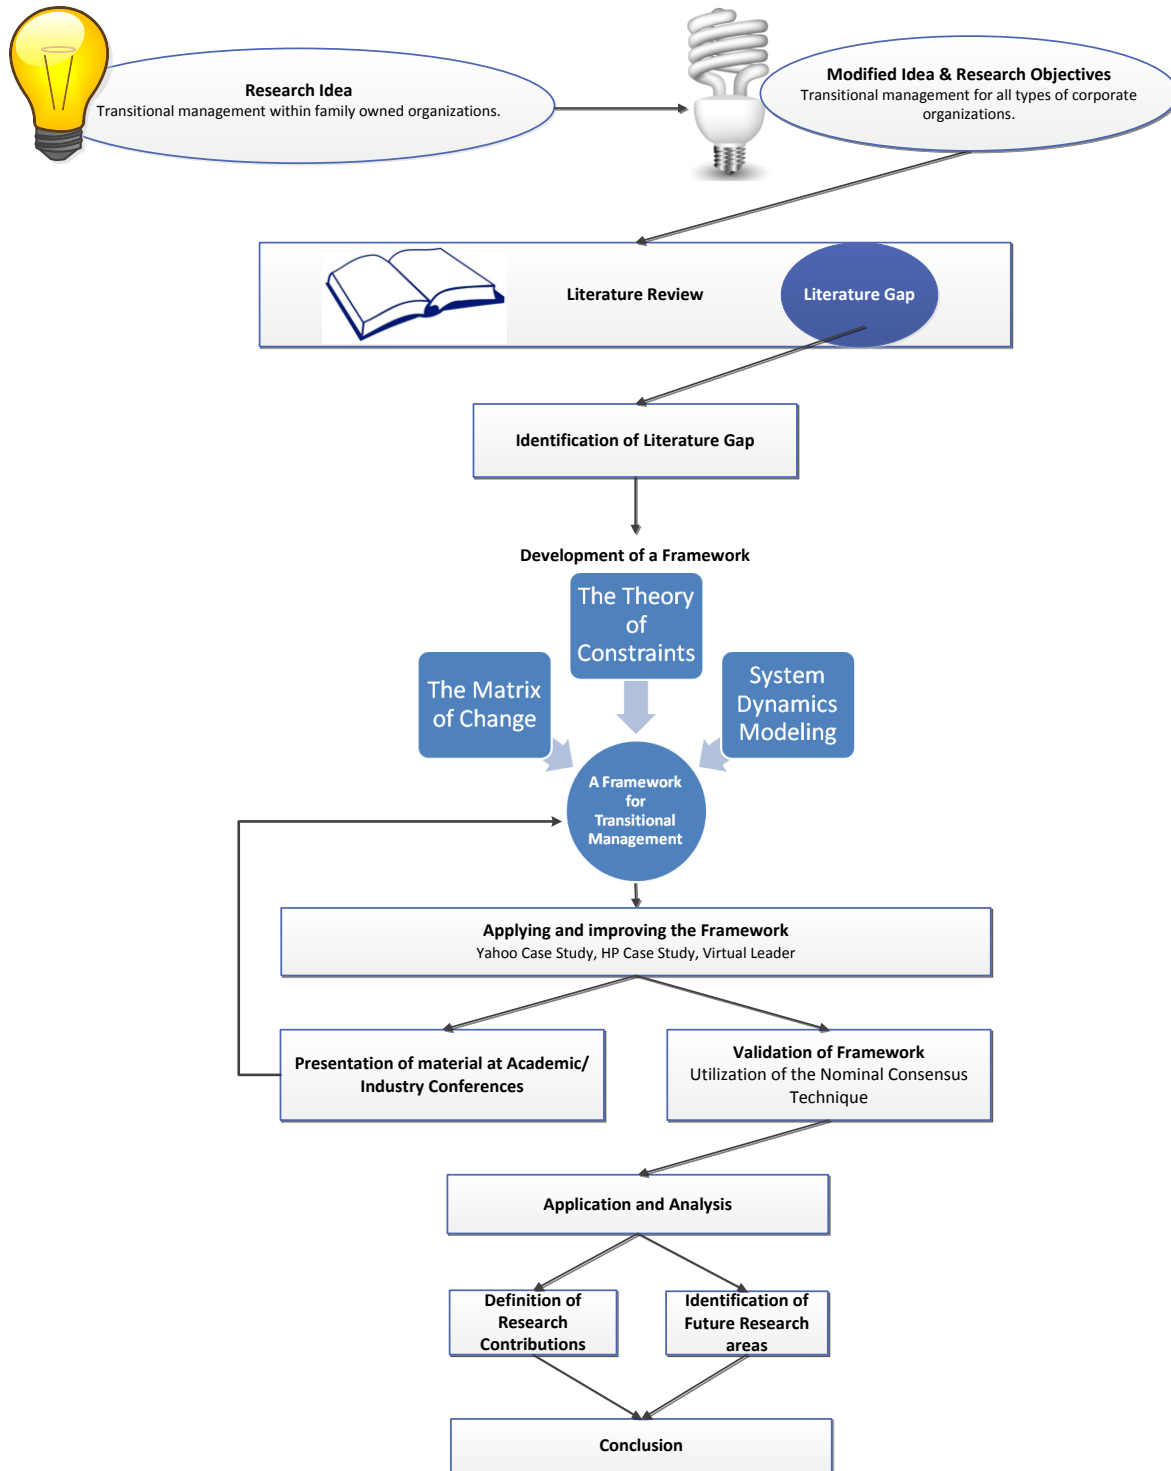 Research Idea
Transitional management within family owned organizations.
Modified Idea & Research Objectives
Transitional management for all types of corporate
organizations.
Literature Review
Literature Gap
Identification of Literature Gap
Development of a Framework
The Theory
of
Constraints
The Matrix
of Change
System
Dynamics
Modeling
A Framework
for
Transitional
Management
Applying and improving the Framework
Yahoo Case Study, HP Case Study, Virtual Leader
Presentation of material at Academic/
Industry Conferences
Validation of Framework
Utilization of the Nominal Consensus
Technique
Application and Analysis
Definition of
Research
Contributions
Identification of
Future Research
areas
Conclusion